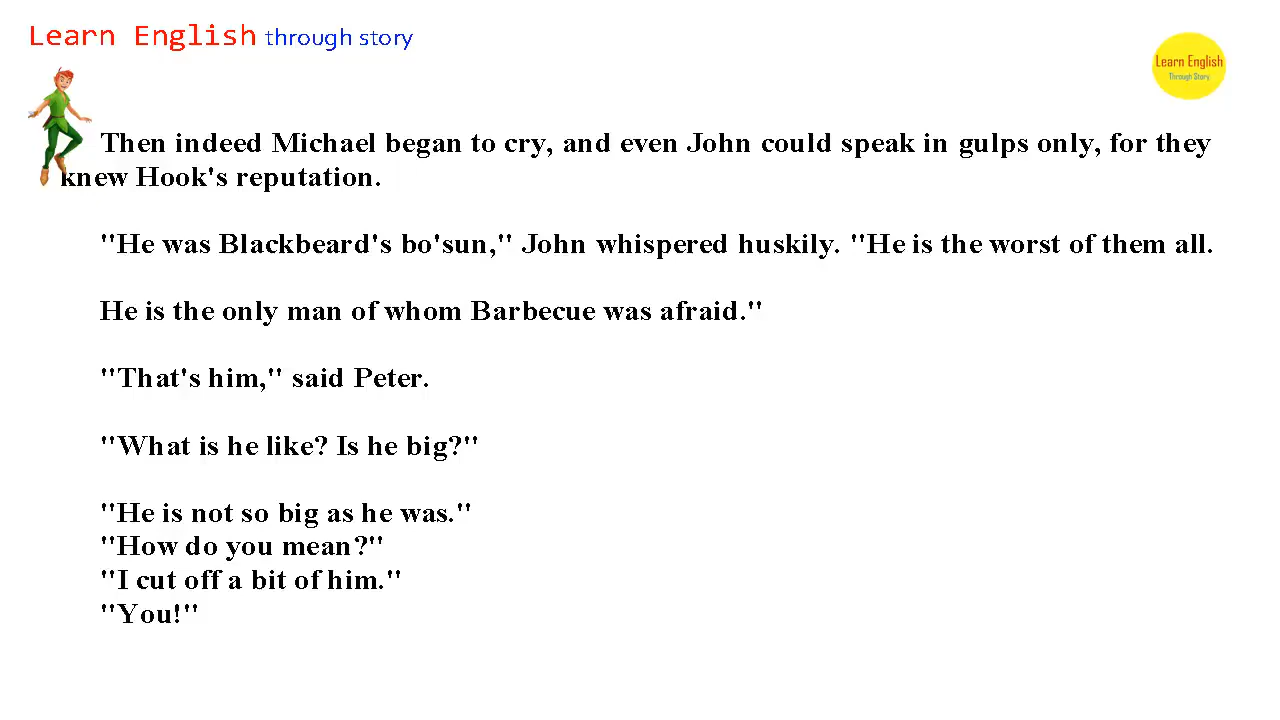 Learn English through story
Learn English
Through Story
Then indeed Michael began to cry, and even John could speak in gulps only, for they
knew Hook's reputation.
"He was Blackbeard's bo'sun," John whispered huskily. "He is the worst of them all.
He is the only man of whom Barbecue was afraid."
"That's him," said Peter.
"What is he like? Is he big?"
"He is not so big as he was."
"How do you mean?"
"I cut off a bit of him."
"You!"